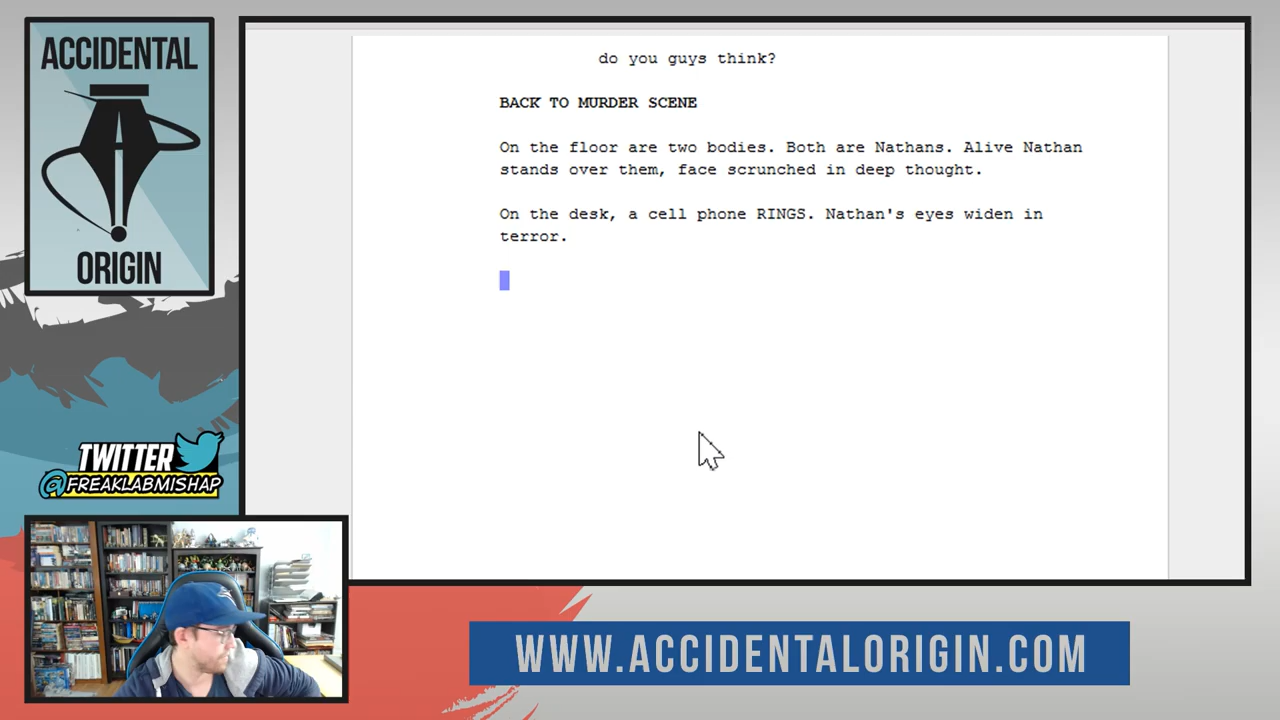 ACCIDENTAL
ORIGIN
do you guys think?
BACK TO MURDER SCENE
On the floor are two bodies. Both are Nathans. Alive Nathan
stands over them, face scrunched in deep thought.
On the desk, a cell phone RINGS. Nathan's eyes widen in
terror.
TWITTER
@FREAKLABMISHAP
WWW.ACCIDENTALORIGIN.COM